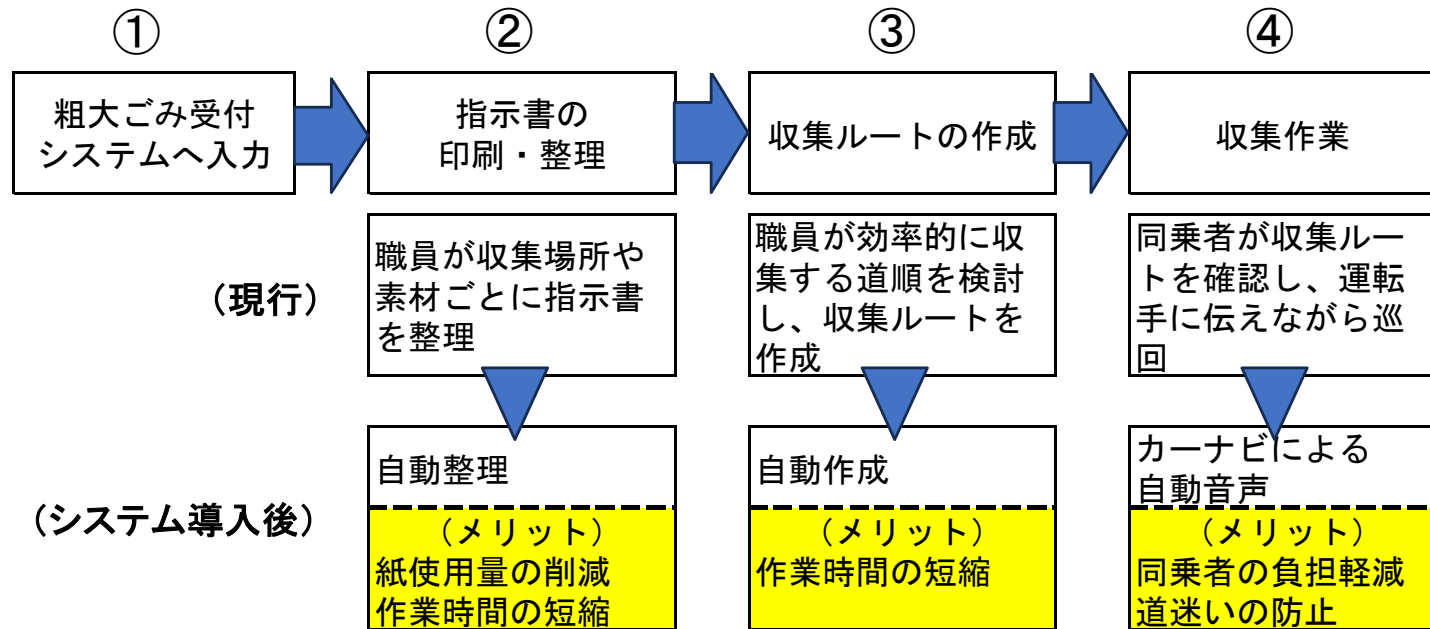 ①
②
③
④
粗大ごみ受付
システムへ入力
指示書の
印刷・整理
収集ルートの作成
収集作業
（現行）
職員が収集場所や
素材ごとに指示書
を整理
職員が効率的に収
集する道順を検討
し、収集ルートを
作成
同乗者が収集ルー
トを確認し、運転
手に伝えながら巡
回
（システム導入後）
自動整理
（メリット）
紙使用量の削減
作業時間の短縮
自動作成
（メリット）
作業時間の短縮
カーナビによる
自動音声
（メリット）
同乗者の負担軽減
道迷いの防止